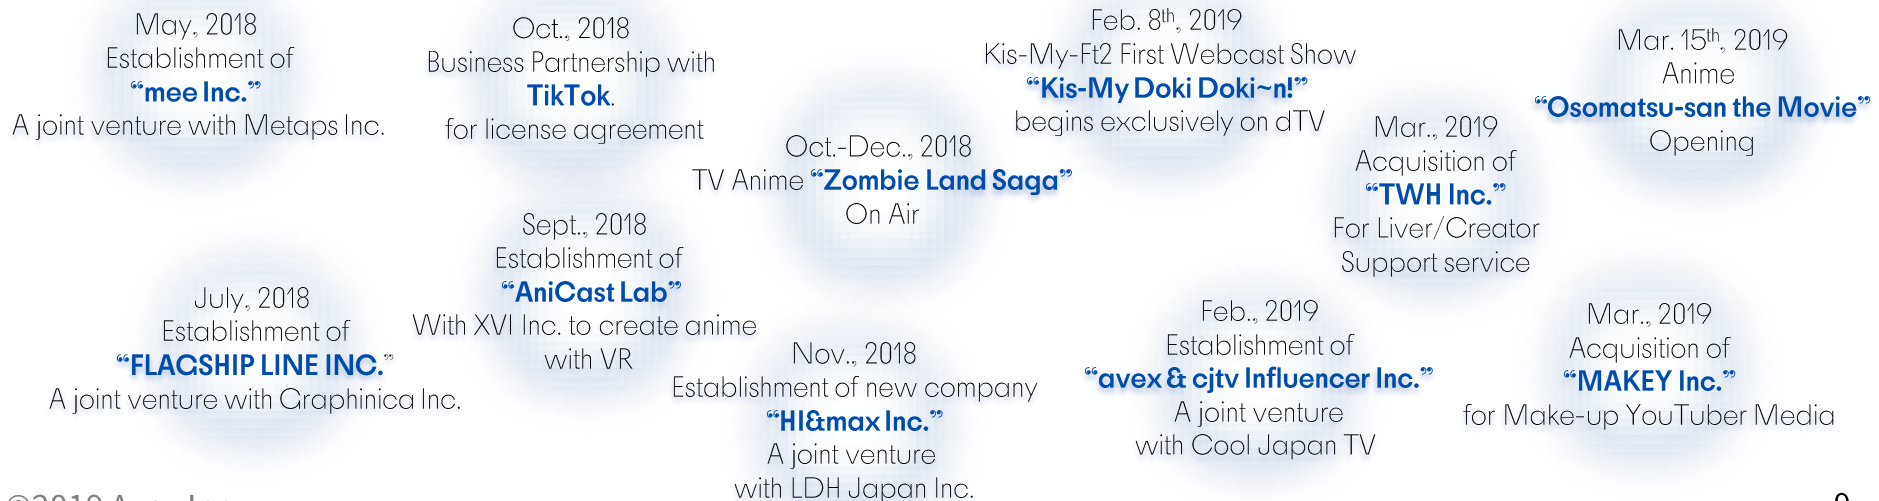 May, 2018
Establishment of
“mee Inc.”
A joint venture with Metaps Inc.
July, 2018
Establishment of
“FLAGSHIP LINE INC.”
A joint venture with Graphinica Inc.
Oct., 2018
Business Partnership with
TikTok.
for license agreement
Sept., 2018
Establishment of
“AniCast Lab”
With XVI Inc. to create anime
with VR
Oct.-Dec., 2018
TV Anime “Zombie Land Saga”
On Air
Nov., 2018
Establishment of new company
“HI&max Inc.”
A joint venture
with LDH Japan Inc.
Feb. 8th, 2019
Kis-My-Ft2 First Webcast Show
“Kis-My Doki Doki~n!”
begins exclusively on dTV
Feb., 2019
Establishment of
“avex & cjtv Influencer Inc.”
A joint venture
with Cool Japan TV
Mar., 2019
Acquisition of
“TWH Inc.”
For Liver/Creator
Support service
Mar. 15th, 2019
Anime
“Osomatsu-san the Movie”
Opening
Mar., 2019
Acquisition of
“MAKEY Inc.”
for Make-up YouTuber Media